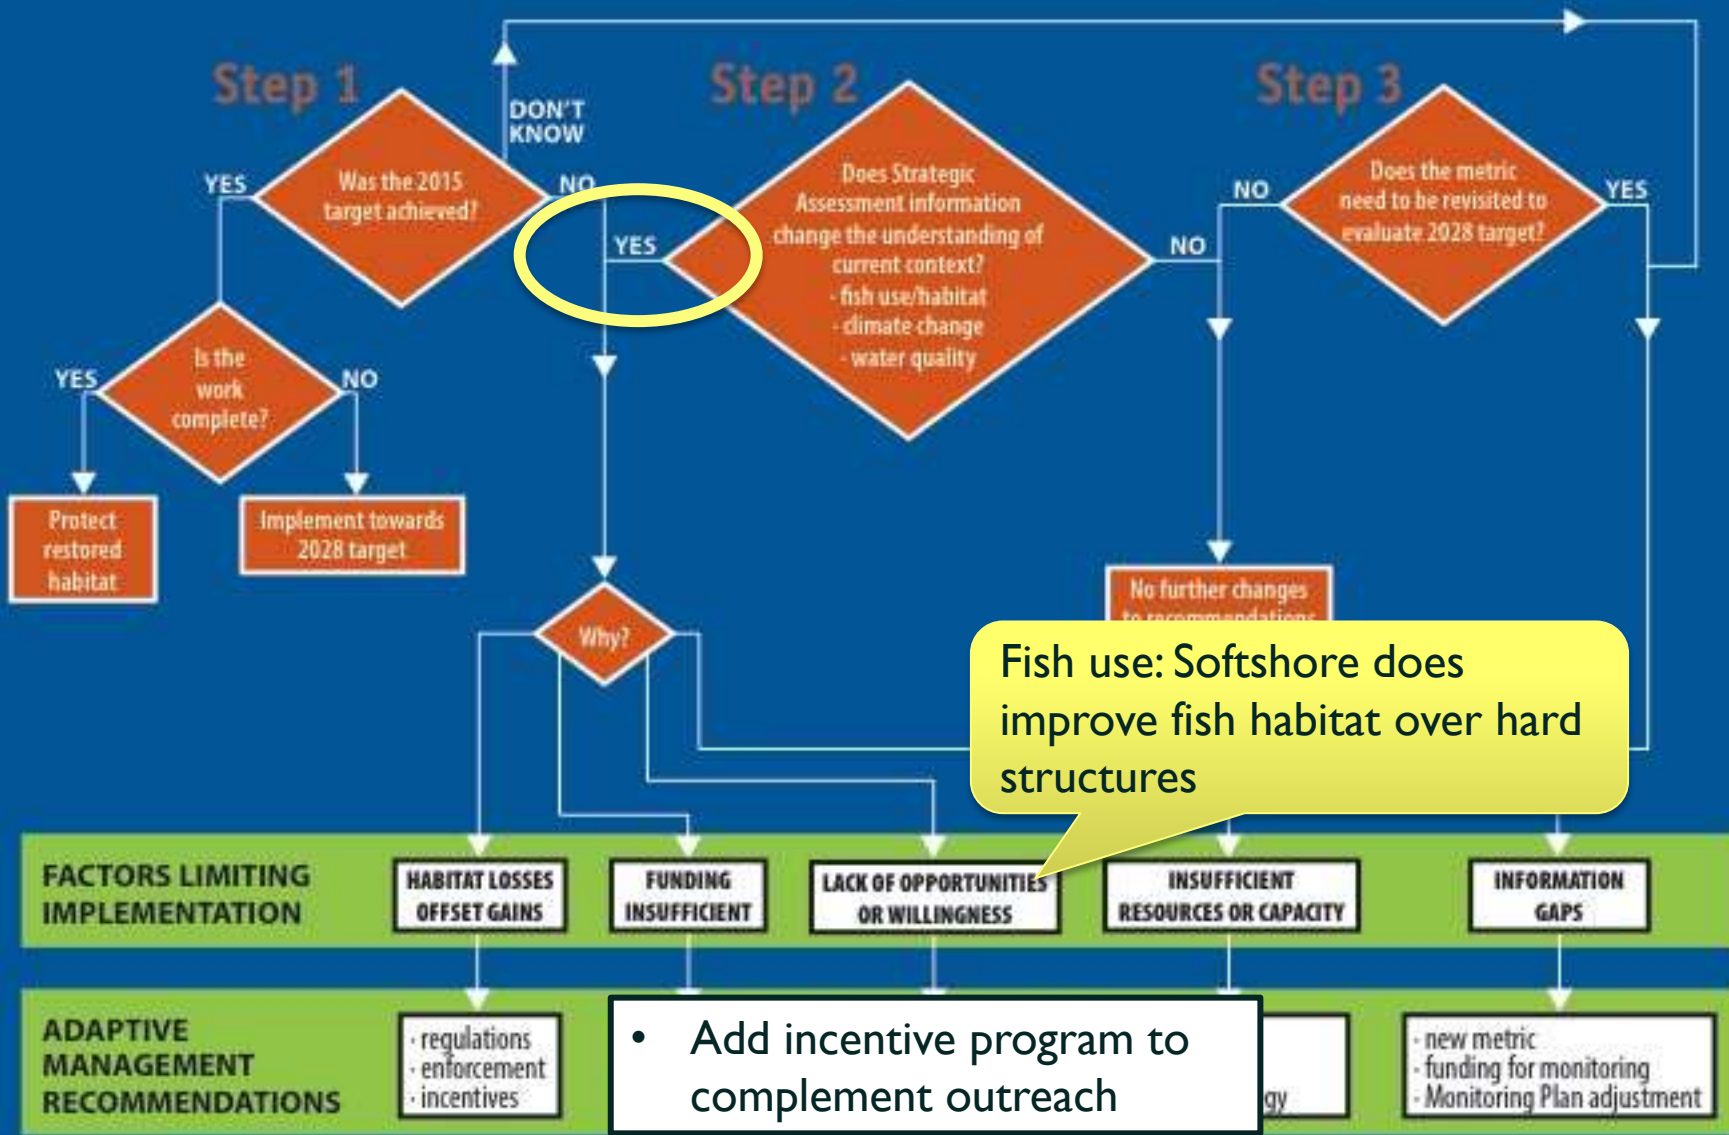 Step 1
Step 2
Step 3
DON'T
KNOW
YES
Was the 2015
target achieved?
NO
YES
Does Strategic
Assessment information
change the understanding of
current context?
- fish use/habitat
- climate change
- water quality
NO
NO
Does the metric
need to be revisited to
evaluate 2028 target?
YES
YES
Is the
work
complete?
NO
Protect
restored
habitat
Implement towards
2028 target
Why?
No further changes
to recommendations
Fish use: Softshore does
improve fish habitat over hard
structures
FACTORS LIMITING
IMPLEMENTATION
HABITAT LOSSES
OFFSET GAINS
FUNDING
INSUFFICIENT
LACK OF OPPORTUNITIES
OR WILLINGNESS
INSUFFICIENT
RESOURCES OR CAPACITY
INFORMATION
GAPS
ADAPTIVE
MANAGEMENT
RECOMMENDATIONS
· regulations
· enforcement
· incentives
• Add incentive program to
complement outreach
gy
- new metric
- funding for monitoring
- Monitoring Plan adjustment